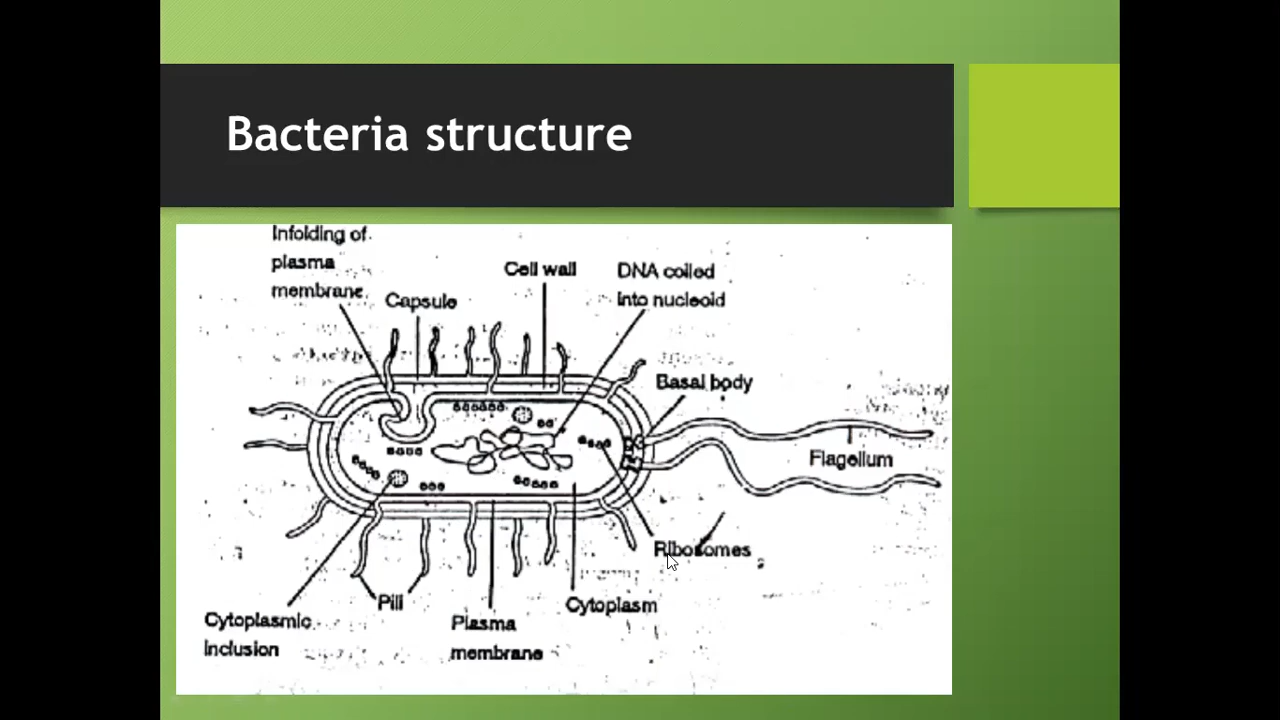 Bacteria structure
Infolding of
plasma
membrane
Capsule
Cell wall
DNA coiled
into nucleoid
Basal body
Flagellum
Ribosomes
Cytoplasm
Plasma
membrane
Pili
Cytoplasmic
inclusion